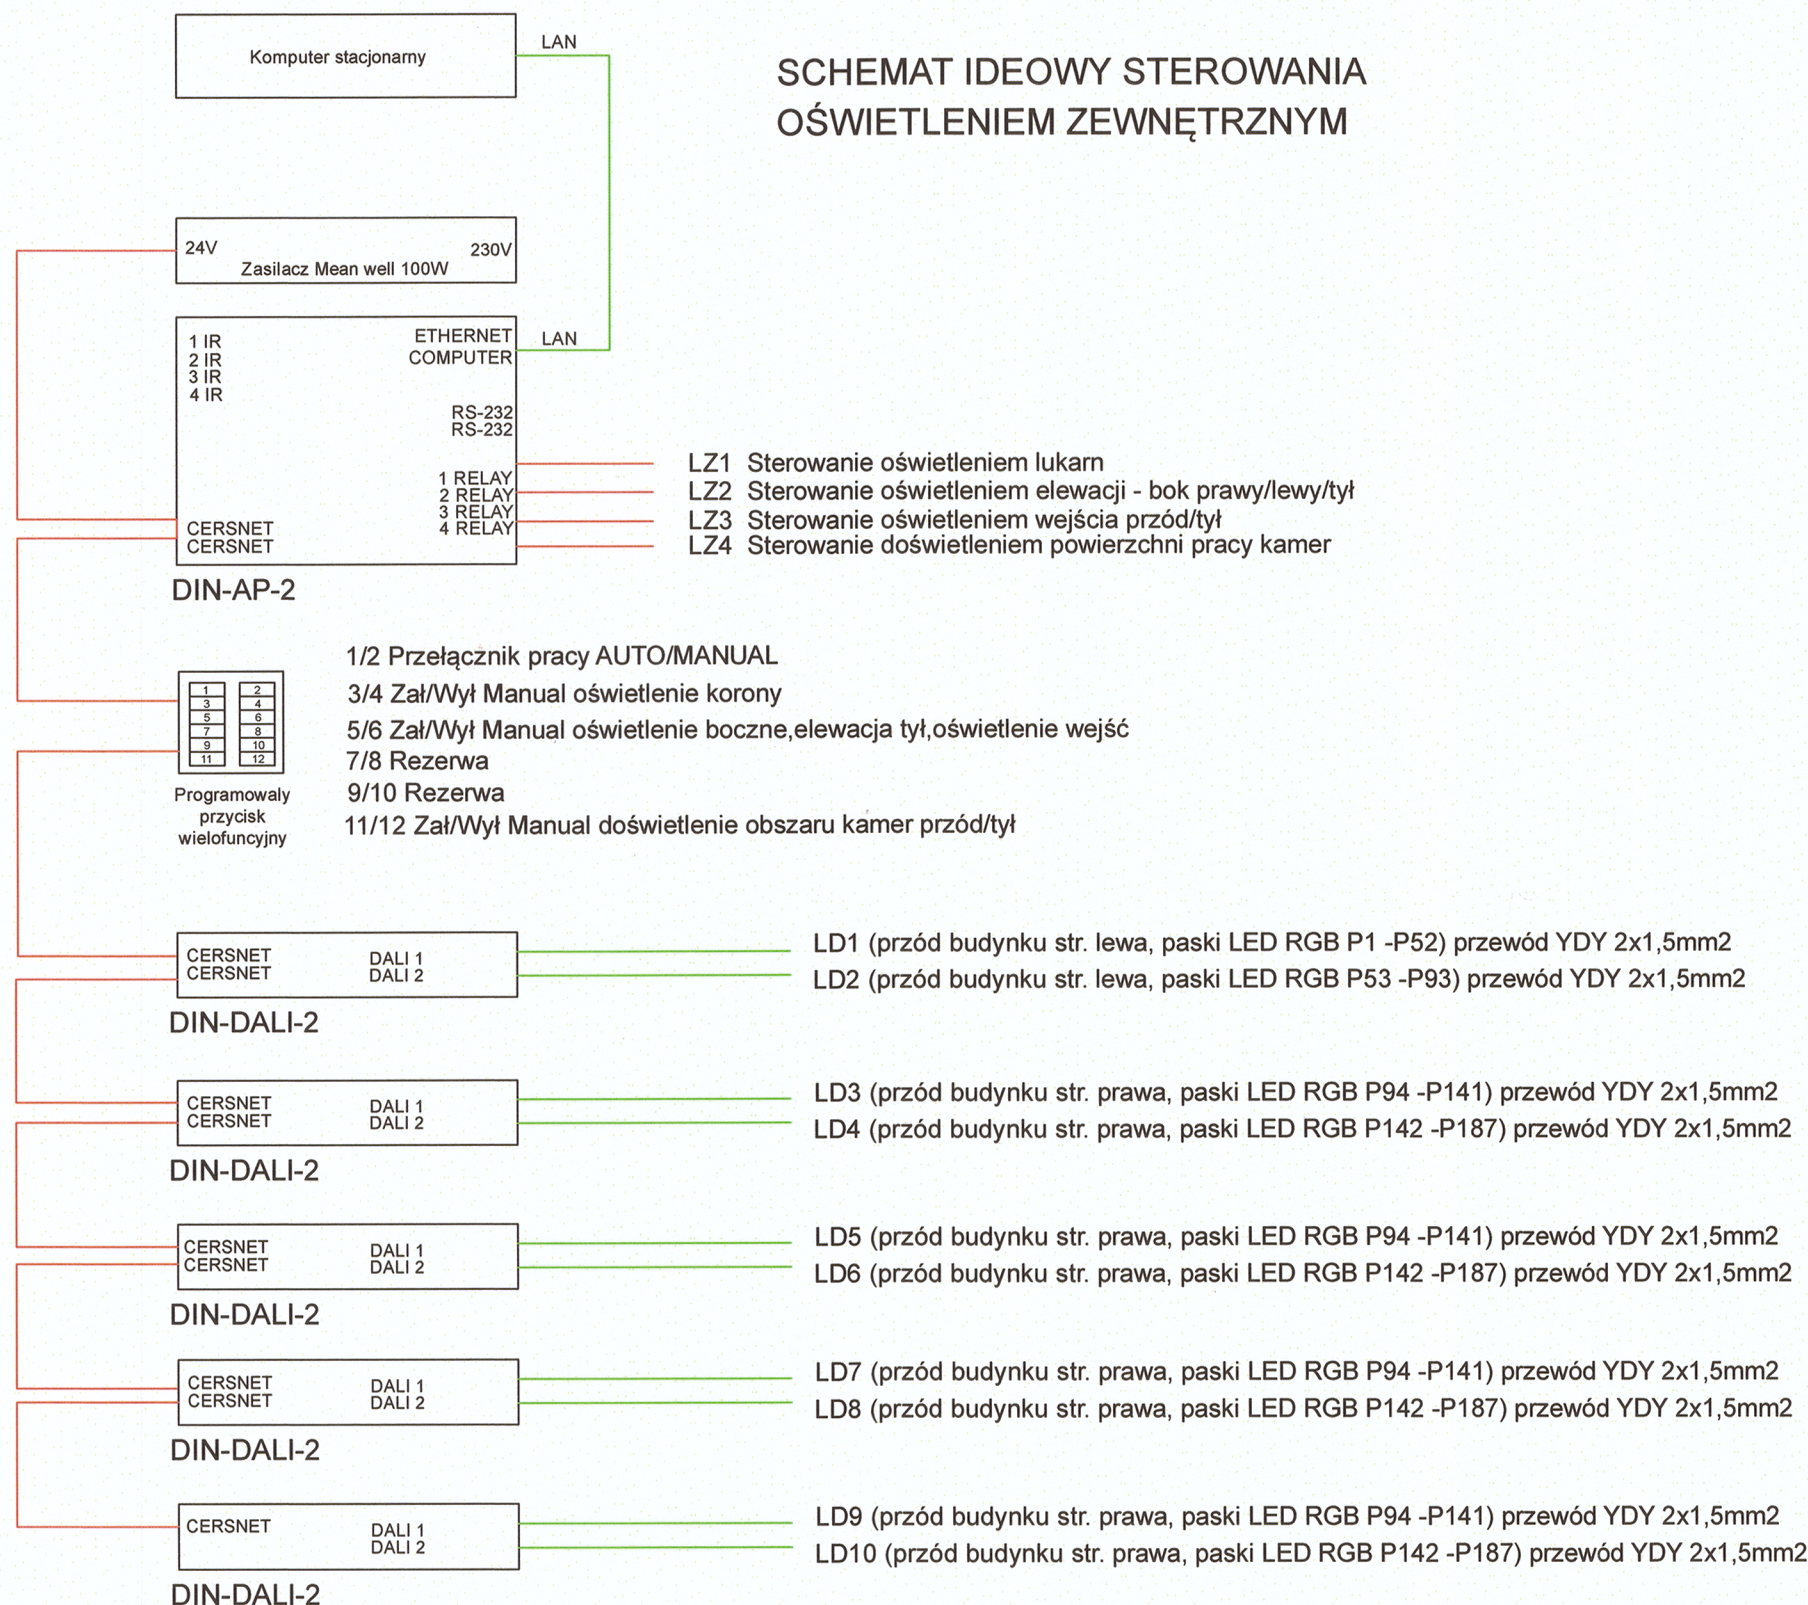 Komputer stacjonarny
LAN
SCHEMAT IDEOWY STEROWANIA
OŚWIETLENIEM ZEWNĘTRZNYM
24V
230V
Zasilacz Mean well 100W
1 IR
2 IR
3 IR
4 IR
ETHERNET
COMPUTER
LAN
RS-232
RS-232
1 RELAY
2 RELAY
3 RELAY
4 RELAY
CERSNET
CERSNET
LZ1 Sterowanie oświetleniem lukarn
LZ2 Sterowanie oświetleniem elewacji - bok prawy/lewy/tył
LZ3 Sterowanie oświetleniem wejścia przód/tył
LZ4 Sterowanie doświetleniem powierzchni pracy kamer
DIN-AP-2
1 2
3 4
5 6
7 8
9 10
11 12
Programowaly
przycisk
wielofuncyjny
1/2 Przełącznik pracy AUTO/MANUAL
3/4 Zał/Wył Manual oświetlenie korony
5/6 Zał/Wył Manual oświetlenie boczne,elewacja tył,oświetlenie wejść
7/8 Rezerwa
9/10 Rezerwa
11/12 Zał/Wył Manual doświetlenie obszaru kamer przód/tył
CERSNET
CERSNET
DALI 1
DALI 2
LD1 (przód budynku str. lewa, paski LED RGB P1 -P52) przewód YDY 2x1,5mm2
LD2 (przód budynku str. lewa, paski LED RGB P53 -P93) przewód YDY 2x1,5mm2
DIN-DALI-2
CERSNET
CERSNET
DALI 1
DALI 2
LD3 (przód budynku str. prawa, paski LED RGB P94 -P141) przewód YDY 2x1,5mm2
LD4 (przód budynku str. prawa, paski LED RGB P142 -P187) przewód YDY 2x1,5mm2
DIN-DALI-2
CERSNET
CERSNET
DALI 1
DALI 2
LD5 (przód budynku str. prawa, paski LED RGB P94 -P141) przewód YDY 2x1,5mm2
LD6 (przód budynku str. prawa, paski LED RGB P142 -P187) przewód YDY 2x1,5mm2
DIN-DALI-2
CERSNET
CERSNET
DALI 1
DALI 2
LD7 (przód budynku str. prawa, paski LED RGB P94 -P141) przewód YDY 2x1,5mm2
LD8 (przód budynku str. prawa, paski LED RGB P142 -P187) przewód YDY 2x1,5mm2
DIN-DALI-2
CERSNET
DALI 1
DALI 2
LD9 (przód budynku str. prawa, paski LED RGB P94 -P141) przewód YDY 2x1,5mm2
LD10 (przód budynku str. prawa, paski LED RGB P142 -P187) przewód YDY 2x1,5mm2
DIN-DALI-2